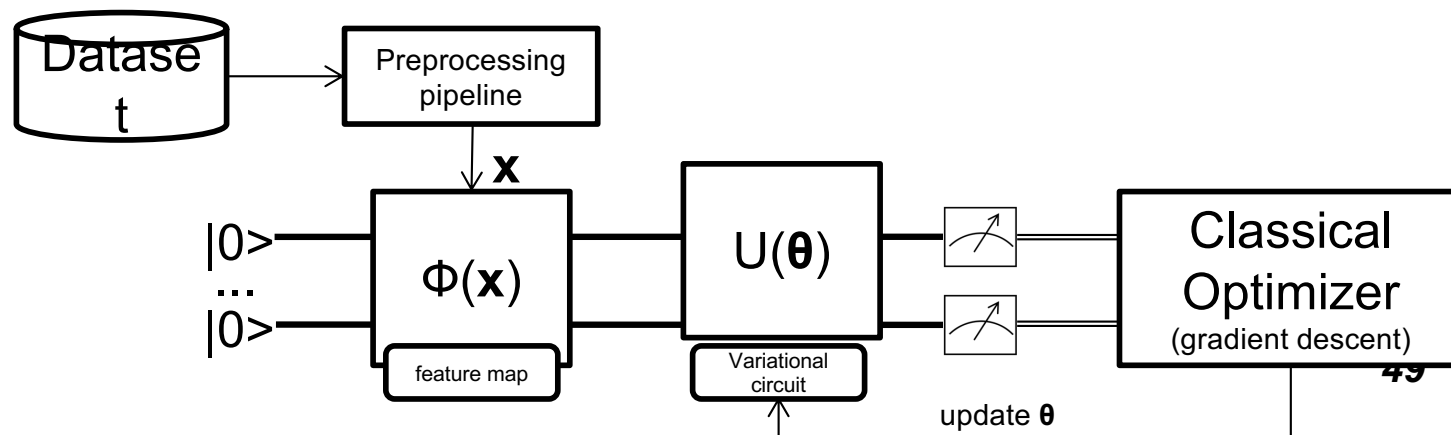 Datase
t
Preprocessing
pipeline
x
|0>
...
|0>
Φ(x)
feature map
U(θ)
Variational
circuit
Classical
Optimizer
(gradient descent)
49
update θ